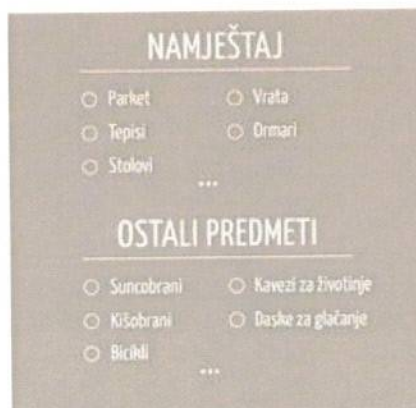 NAMJEŠTAJ
Parket
Vrata
Tepisi
Ormari
Stolovi
...
OSTALI PREDMETI
Suncobrani
Kavezi za životinje
Kišobrani
Daske za glačanje
Bicikli
...